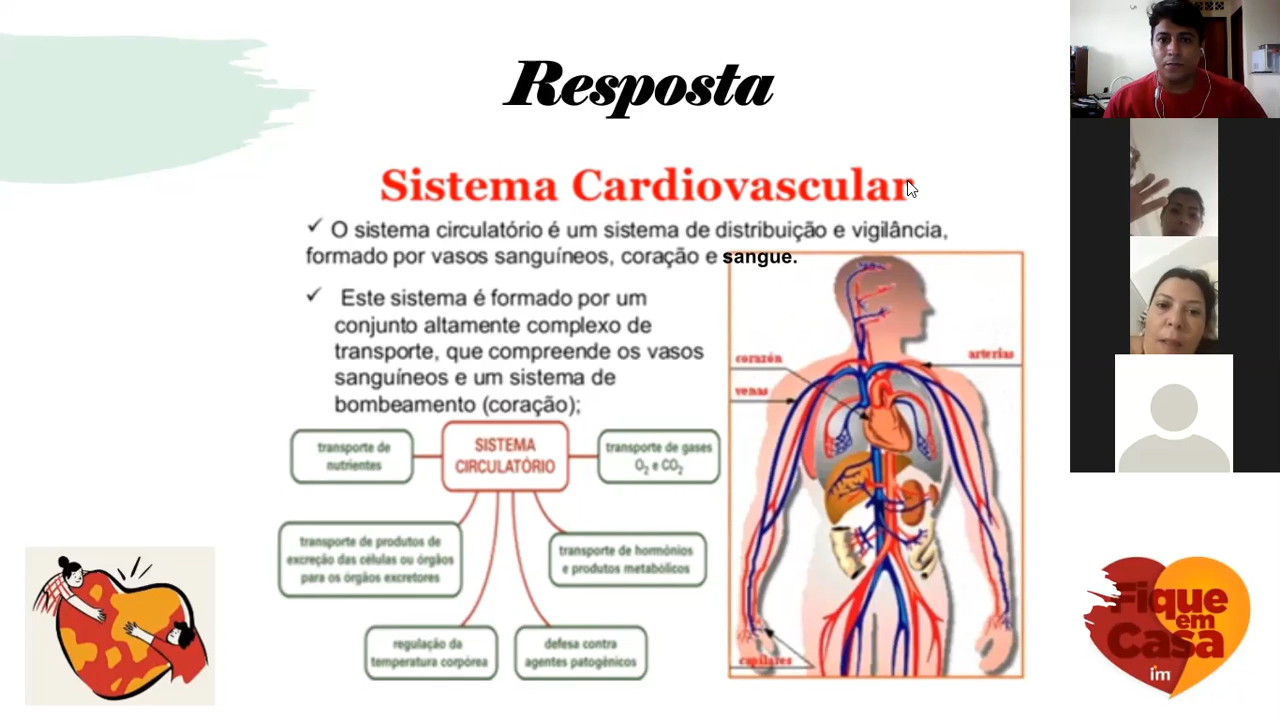 Resposta
Sistema Cardiovascular
O sistema circulatório é um sistema de distribuição e vigilância,
formado por vasos sanguíneos, coração e sangue.
Este sistema é formado por um
conjunto altamente complexo de
transporte, que compreende os vasos
sanguíneos e um sistema de
bombeamento (coração);
corazón
arterias
venas
capilares
transporte de
nutrientes
SISTEMA
CIRCULATÓRIO
transporte de gases
O₂ e CO₂
transporte de produtos de
excreção das células ou órgãos
para os órgãos excretores
transporte de hormônios
e produtos metabólicos
regulação da
temperatura corpórea
defesa contra
agentes patogênicos
Fique
em
Casa
im